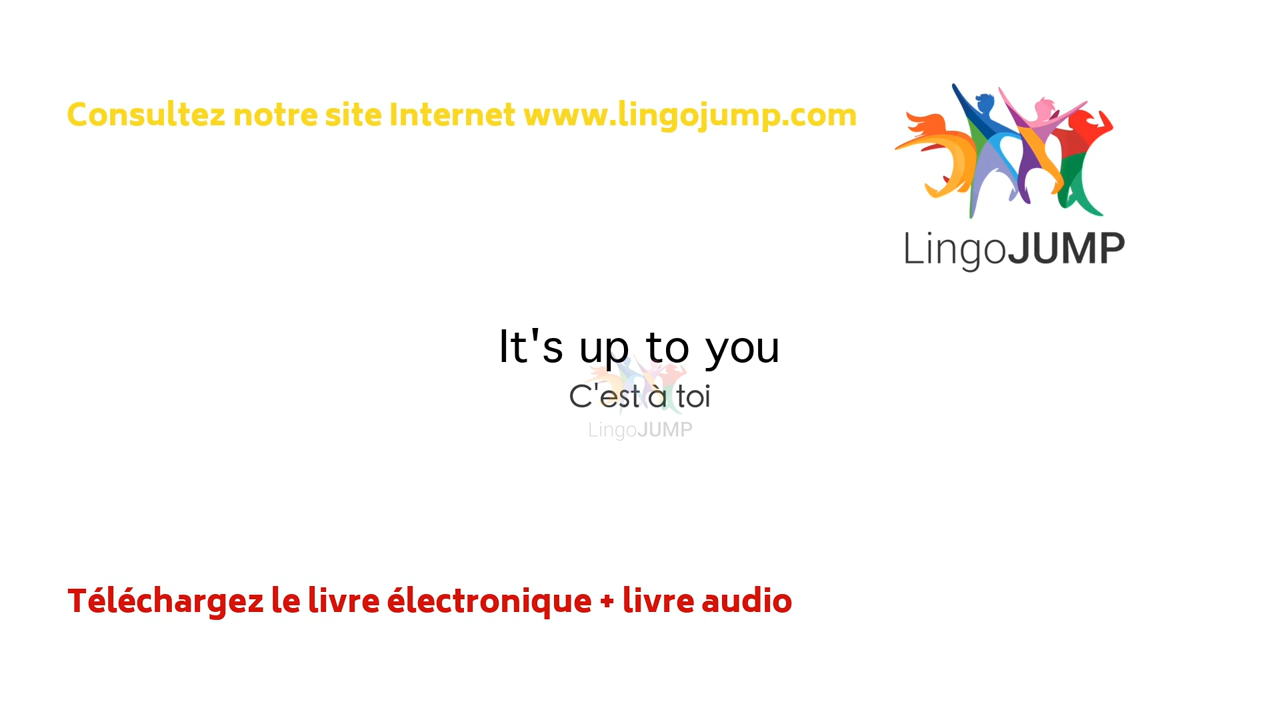 Consultez notre site Internet www.lingojump.com
LingoJUMP
It's up to you
C'est à toi
LingoJUMP
Téléchargez le livre électronique + livre audio